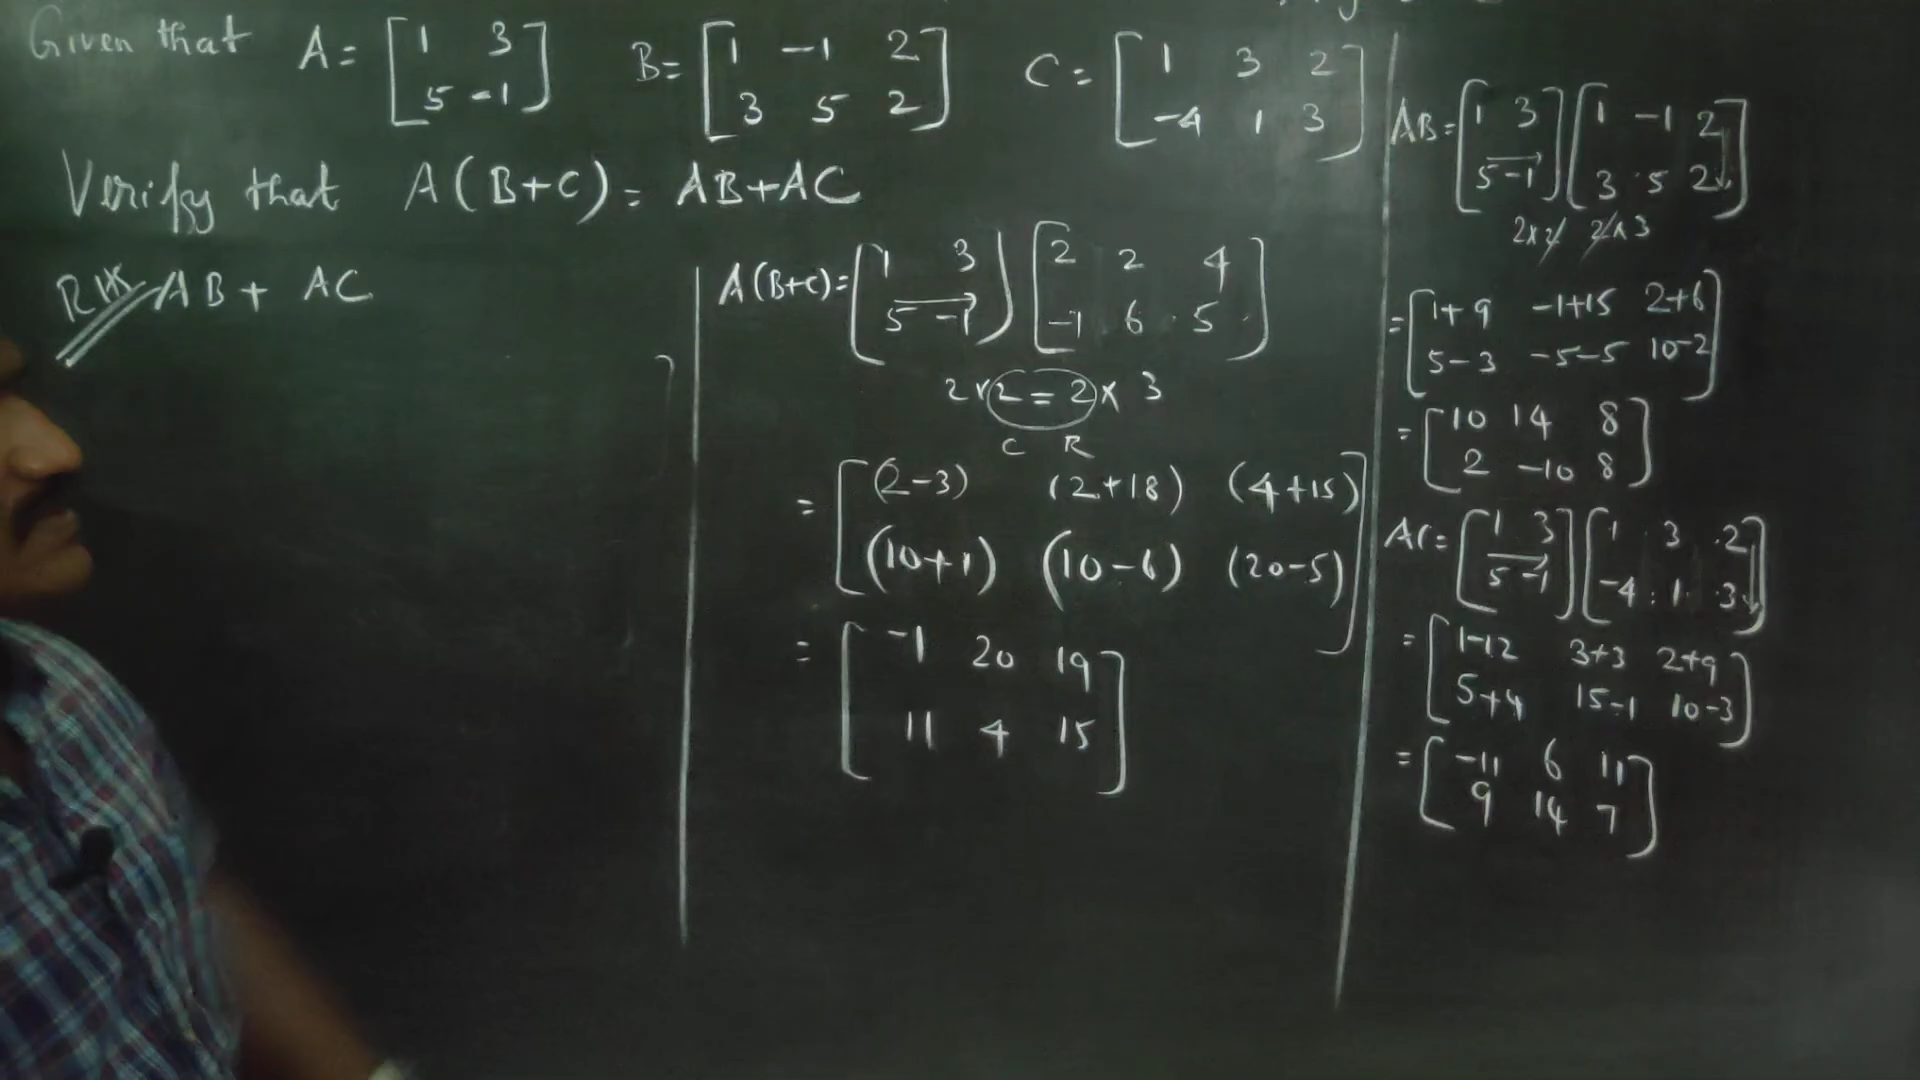 Given that A = [1 3 5 -1] B = [1 -1 2 3 5 2] C = [1 3 2 -4 1 3]
Verify that A(B+C) = AB+AC
RHS AB + AC
A(B+C) = (1 3 5 -1) [2 2 4 -1 6 5]
2 × 2 = 2 × 3
C R
= [(2-3) (2+18) (4+15)
(10+1) (10-6) (20-5)]
= [-1 20 19
11 4 15]
AB = [1 3 5 -1] [1 -1 2 3 5 2]
2×2 2×3
= [1+9 -1+15 2+6
5-3 -5-5 10-2]
= [10 14 8
2 -10 8]
AC = [1 3 5 -1] [1 3 2 -4 1 3]
= [1-12 3+3 2+9
5+4 15-1 10-3]
= [-11 6 11
9 14 7]